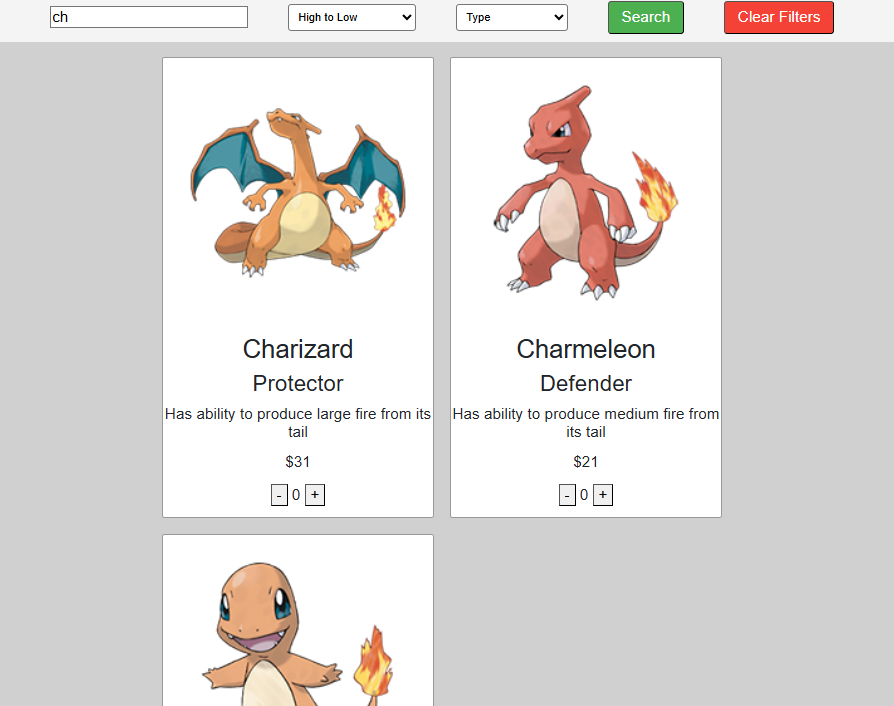 ch High to Low Type Search Clear Filters
Charizard
Protector
Has ability to produce large fire from its
tail
$31
- 0 +
Charmeleon
Defender
Has ability to produce medium fire from
its tail
$21
- 0 +